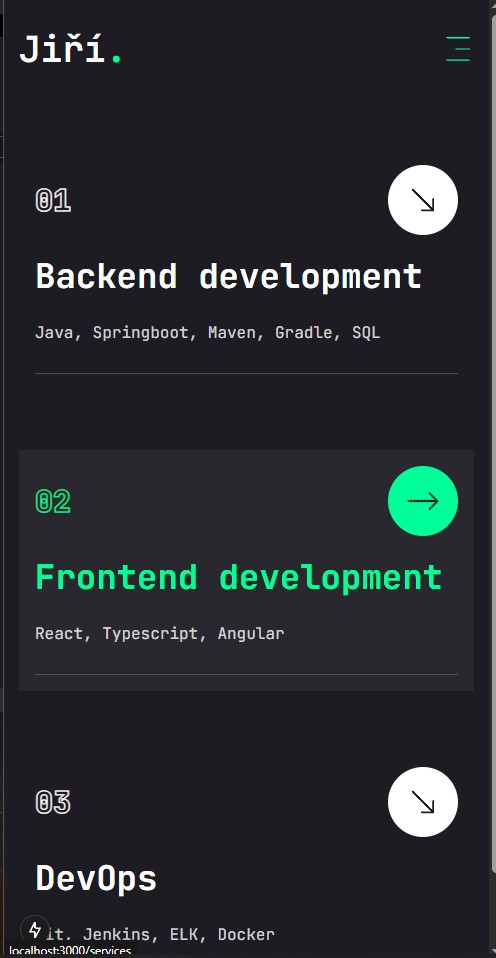 Jiří.
01
Backend development
Java, Springboot, Maven, Gradle, SQL
02
Frontend development
React, Typescript, Angular
03
DevOps
it, Jenkins, ELK, Docker
localhost:3000/services